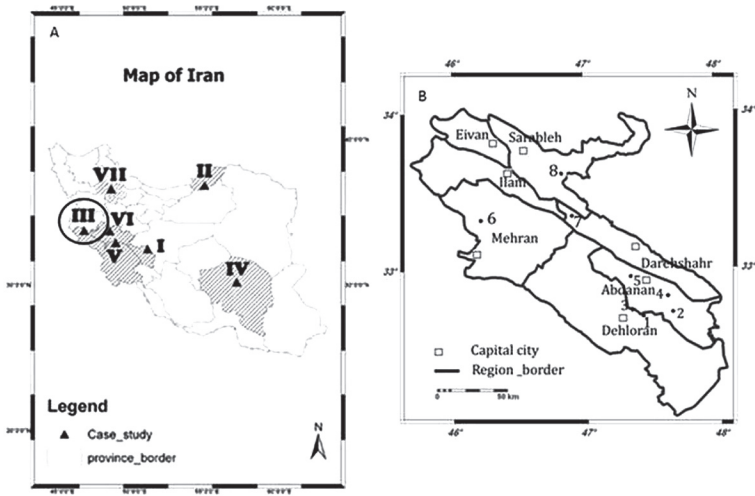 A
Map of Iran
VII
II
III
VI
I
V
IV
Legend
Case_study
province_border
N
B
46° 47° 48°
34° 34°
N
Eivan
Sarableh
8
Ilam
6
7
Mehran
33° 33°
Darehshahr
5
Abdanan
4
3
2
Dehloran
Capital city
Region _border
0 50 km
46° 47° 48°